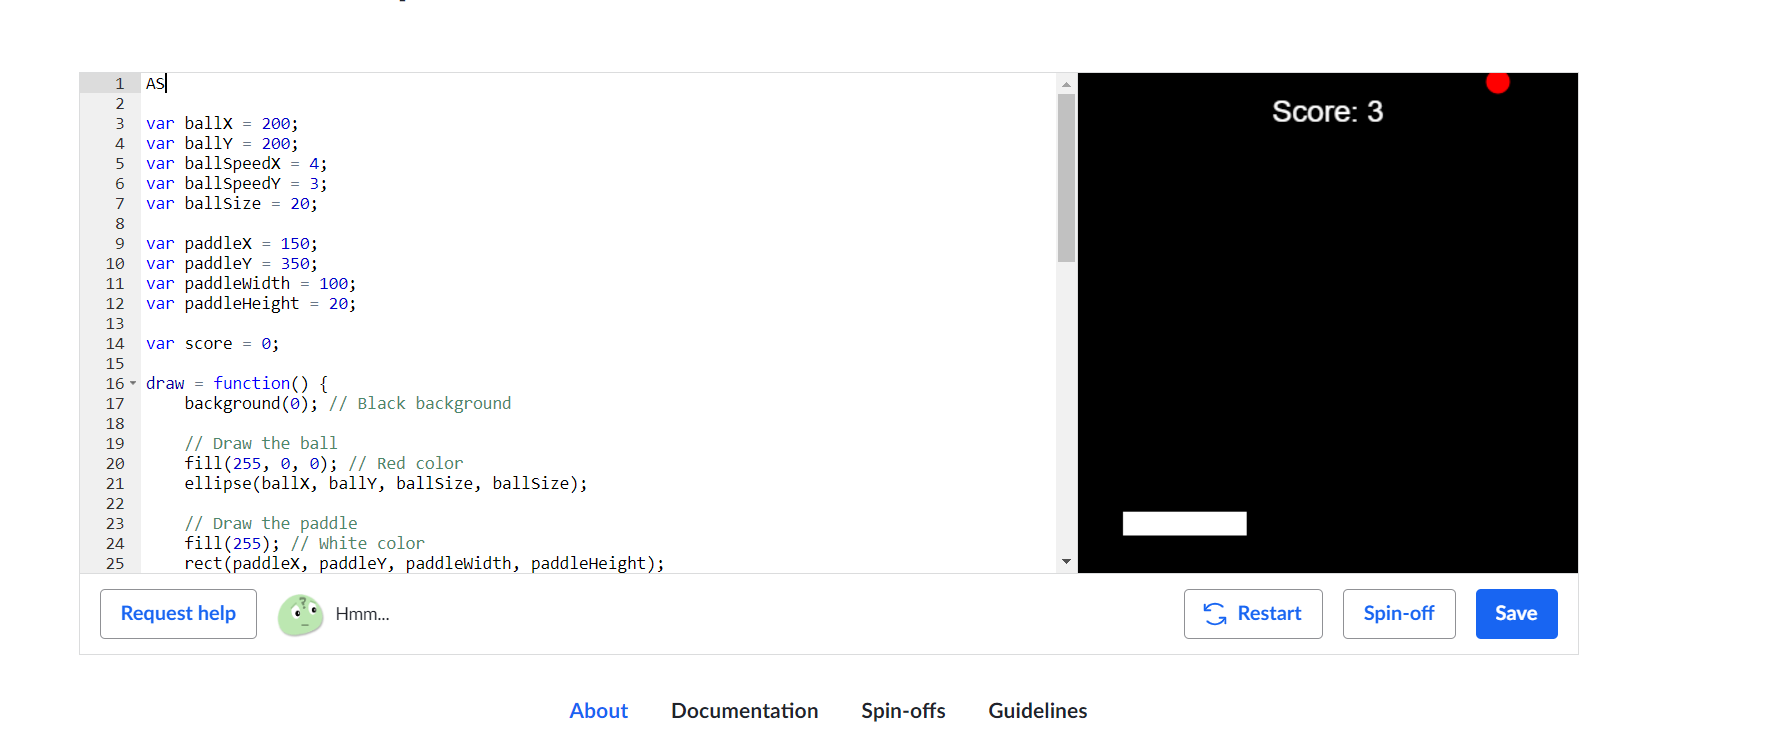 1 AS
2
3 var ballX = 200;
4 var ballY = 200;
5 var ballSpeedX = 4;
6 var ballSpeedY = 3;
7 var ballSize = 20;
8
9 var paddleX = 150;
10 var paddleY = 350;
11 var paddleWidth = 100;
12 var paddleHeight = 20;
13
14 var score = 0;
15
16 draw = function() {
17 background(0); // Black background
18
19 // Draw the ball
20 fill(255, 0, 0); // Red color
21 ellipse(ballX, ballY, ballSize, ballSize);
22
23 // Draw the paddle
24 fill(255); // White color
25 rect(paddleX, paddleY, paddleWidth, paddleHeight);
Score: 3
Request help
?
Hmm...
Restart
Spin-off
Save
About Documentation Spin-offs Guidelines